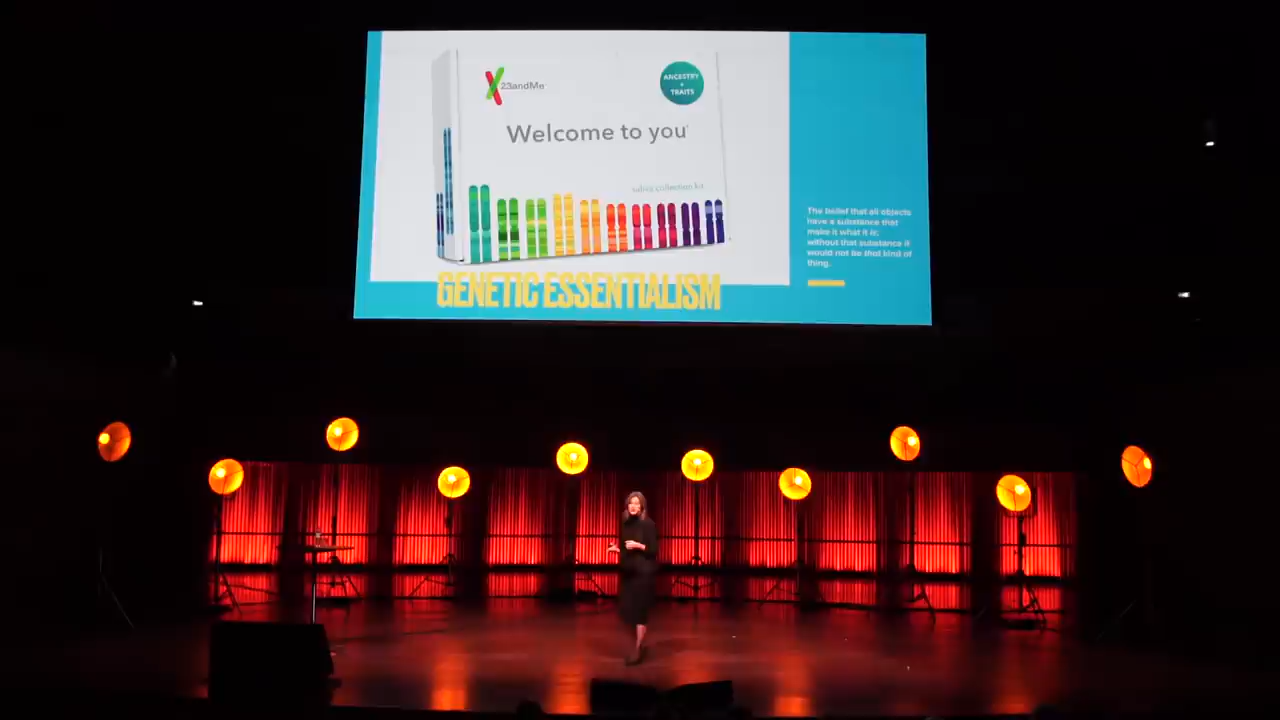 23andMe
ANCESTRY
+
TRAITS
Welcome to you
saliva collection kit
The belief that all objects
have a substance that
make it what it is;
without that substance it
would not be that kind of
thing.
GENETIC ESSENTIALISM